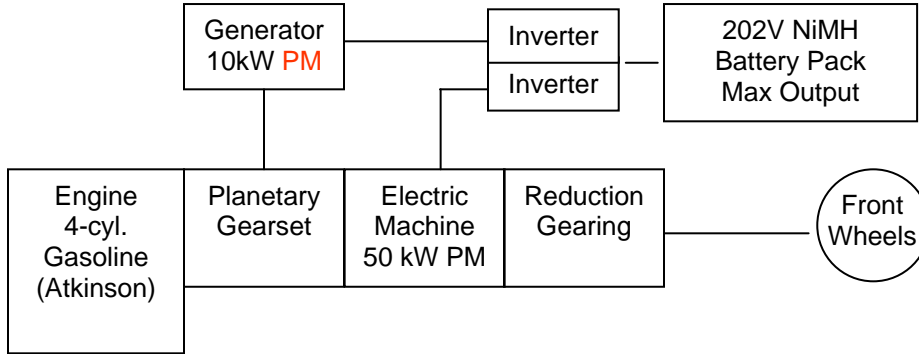 Generator
10kW PM
Inverter
Inverter
202V NiMH
Battery Pack
Max Output
Engine
4-cyl.
Gasoline
(Atkinson)
Planetary
Gearset
Electric
Machine
50 kW PM
Reduction
Gearing
Front
Wheels